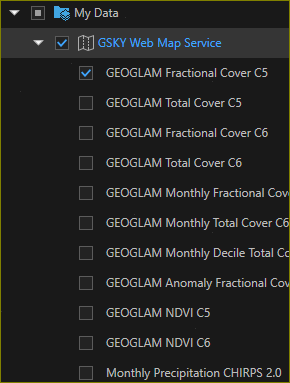 My Data
GSKY Web Map Service
GEOGLAM Fractional Cover C5
GEOGLAM Total Cover C5
GEOGLAM Fractional Cover C6
GEOGLAM Total Cover C6
GEOGLAM Monthly Fractional Cov
GEOGLAM Monthly Total Cover C6
GEOGLAM Monthly Decile Total Co
GEOGLAM Anomaly Fractional Cov
GEOGLAM NDVI C5
GEOGLAM NDVI C6
Monthly Precipitation CHIRPS 2.0